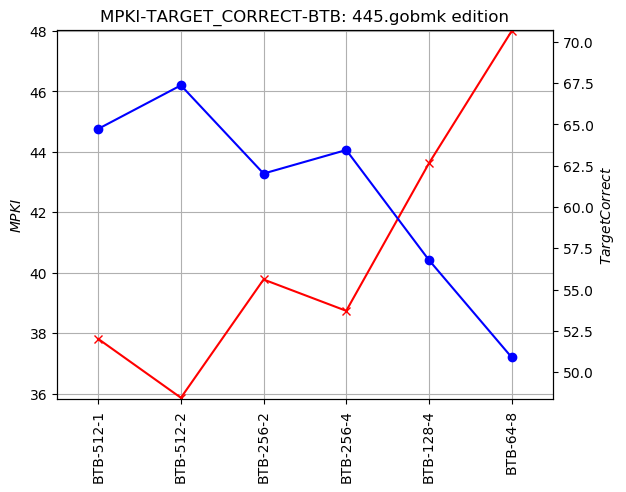 MPKI-TARGET_CORRECT-BTB: 445.gobmk edition
48
46
44
42
40
38
36
MPKI
70.0
67.5
65.0
62.5
60.0
57.5
55.0
52.5
50.0
TargetCorrect
BTB-512-1
BTB-512-2
BTB-256-2
BTB-256-4
BTB-128-4
BTB-64-8